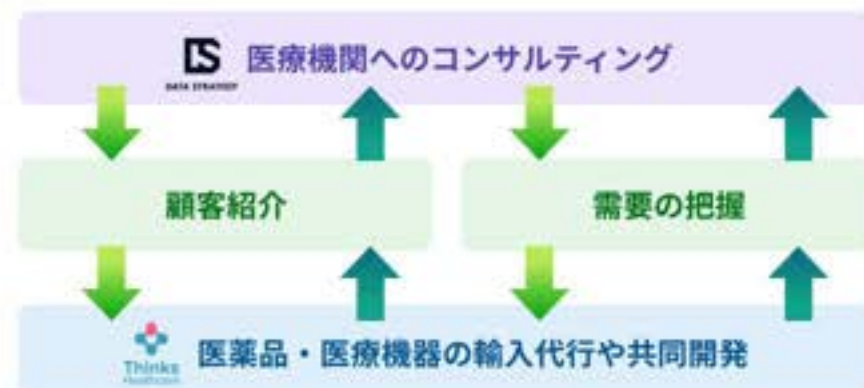 DS 医療機関へのコンサルティング
DATA STRATEGY
顧客紹介
需要の把握
医薬品・医療機器の輸入代行や共同開発
Thinks
Healthcare